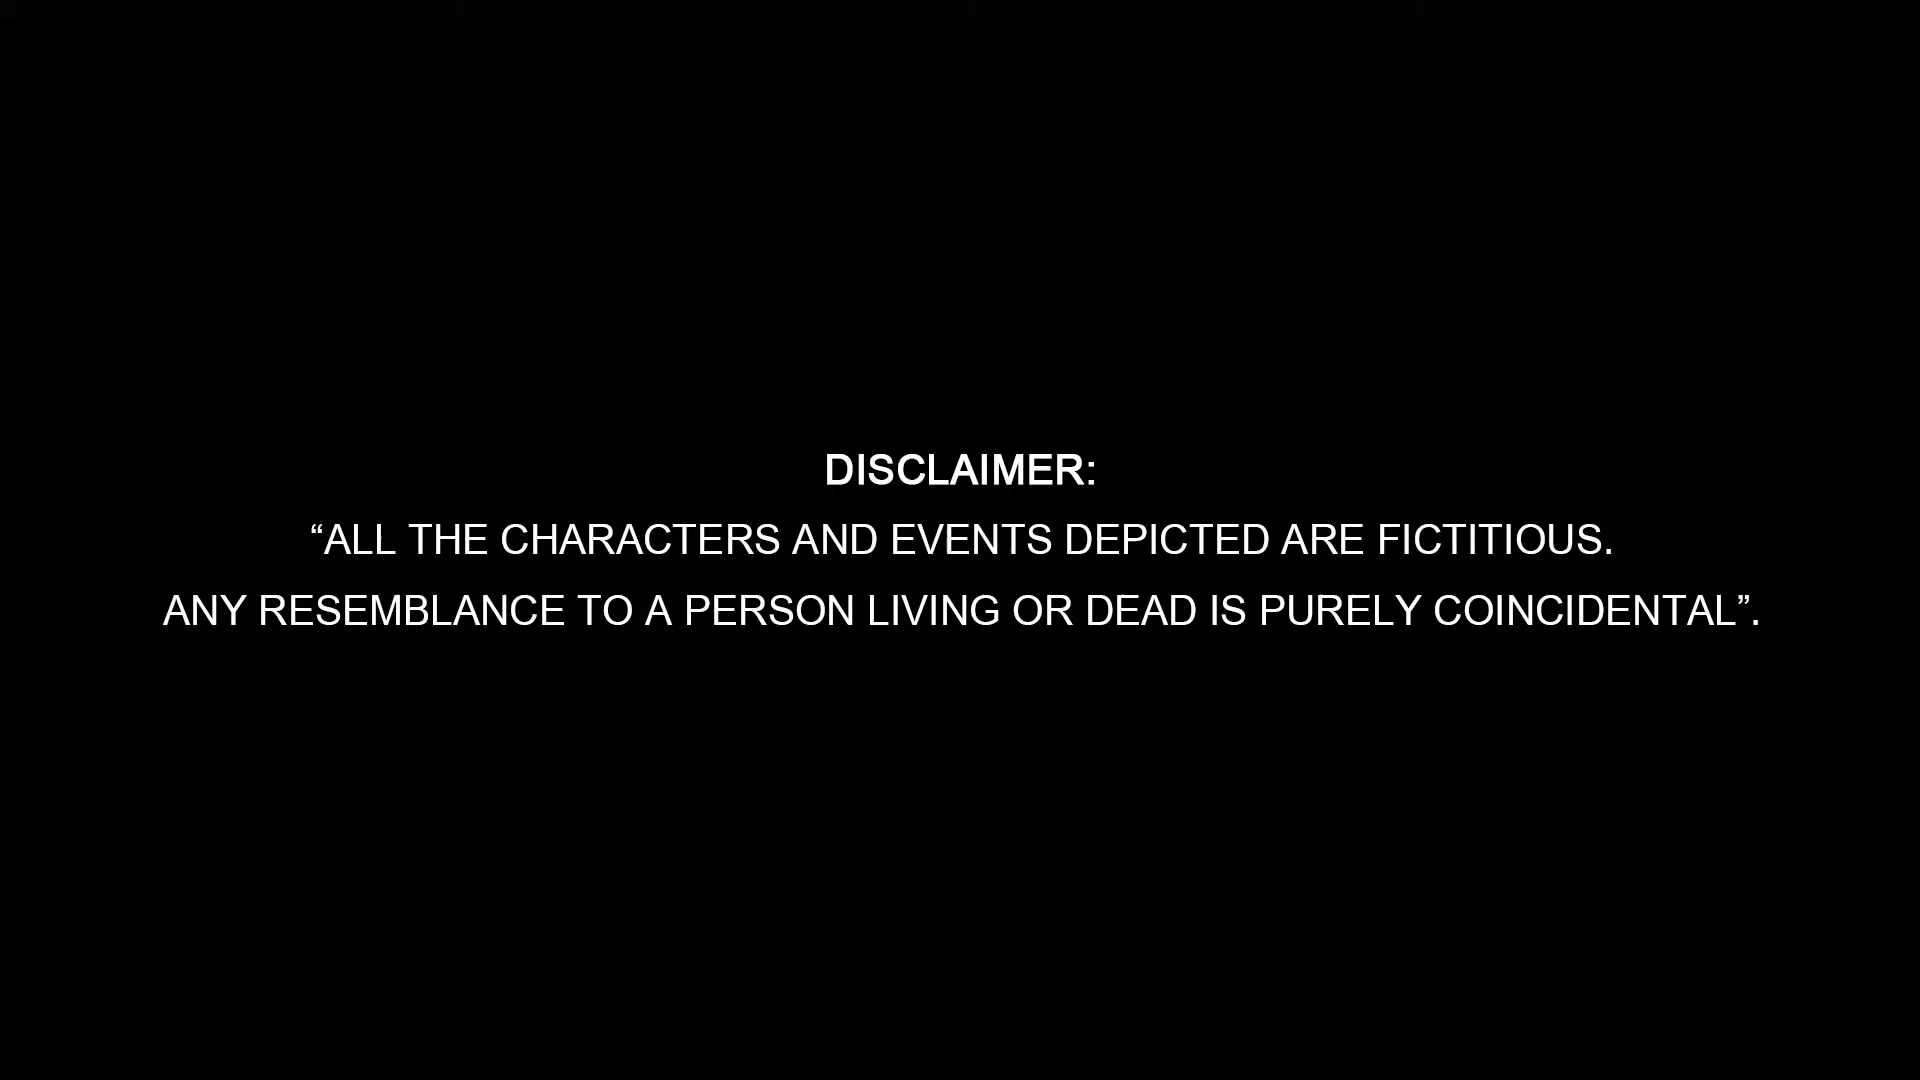 DISCLAIMER:
“ALL THE CHARACTERS AND EVENTS DEPICTED ARE FICTITIOUS.
ANY RESEMBLANCE TO A PERSON LIVING OR DEAD IS PURELY COINCIDENTAL”.